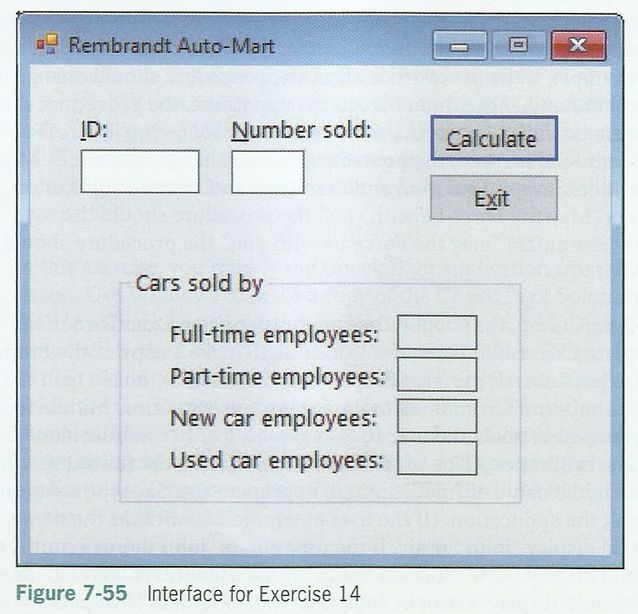 Rembrandt Auto-Mart
ID:
Number sold:
Calculate
Exit
Cars sold by
Full-time employees:
Part-time employees:
New car employees:
Used car employees:
Figure 7-55 Interface for Exercise 14